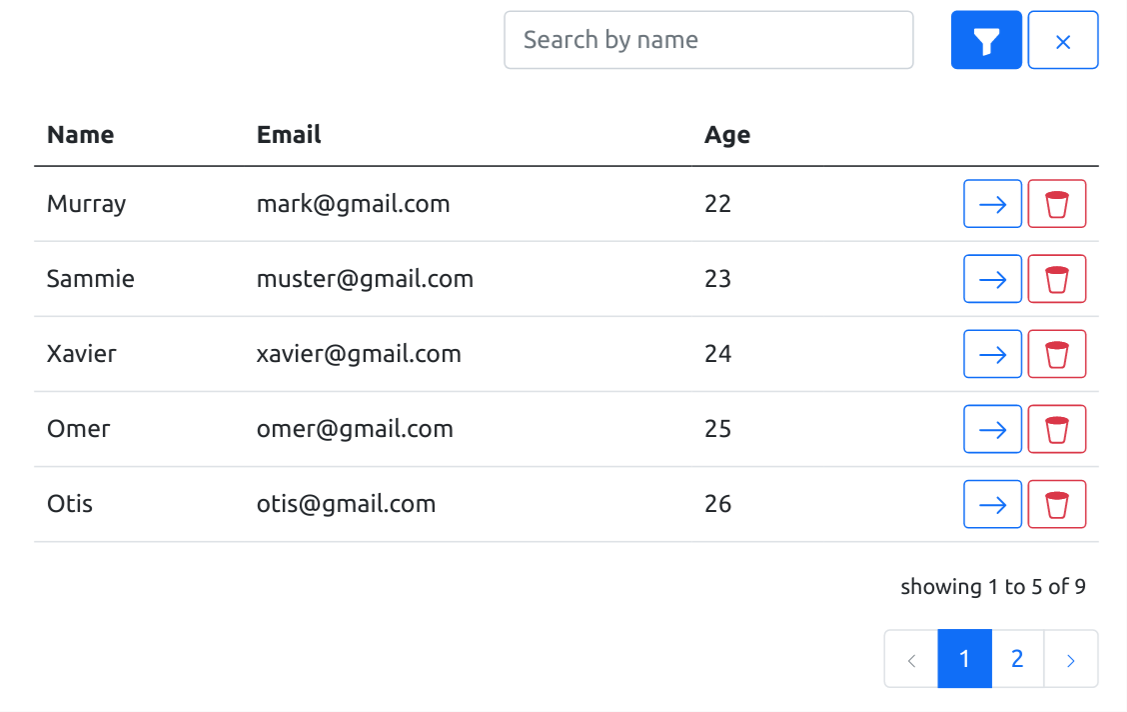 Search by name
Name Email Age
Murray mark@gmail.com 22
Sammie muster@gmail.com 23
Xavier xavier@gmail.com 24
Omer omer@gmail.com 25
Otis otis@gmail.com 26
showing 1 to 5 of 9
‹ 1 2 ›